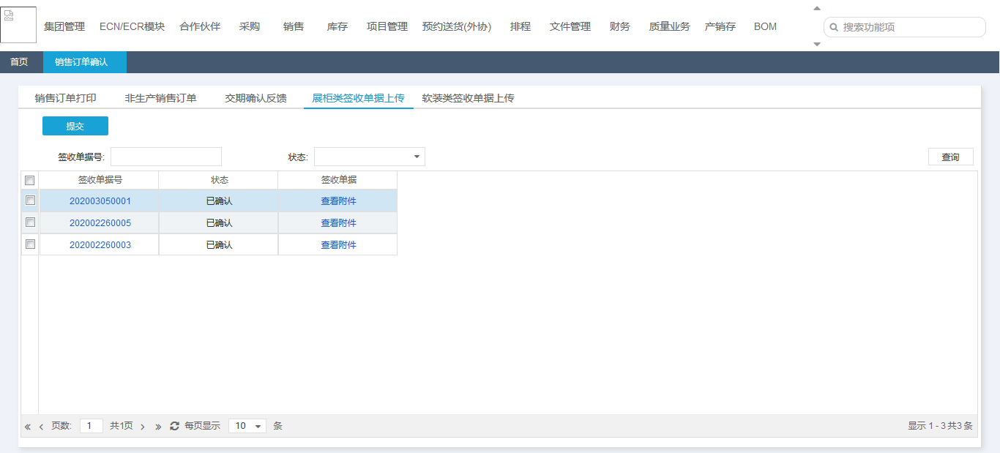 集团管理 ECN/ECR模块 合作伙伴 采购 销售 库存 项目管理 预约送货(外协) 排程 文件管理 财务 质量业务 产销存 BOM 搜索功能项
首页 销售订单确认
销售订单打印 非生产销售订单 交期确认反馈 展柜类签收单据上传 软装类签收单据上传
提交
签收单据号: 状态: 查询
签收单据号 状态 签收单据
202003050001 已确认 查看附件
202002260005 已确认 查看附件
202002260003 已确认 查看附件
« ‹ 页数: 1 共1页 › » 每页显示 10 条 显示 1 - 3 共3 条